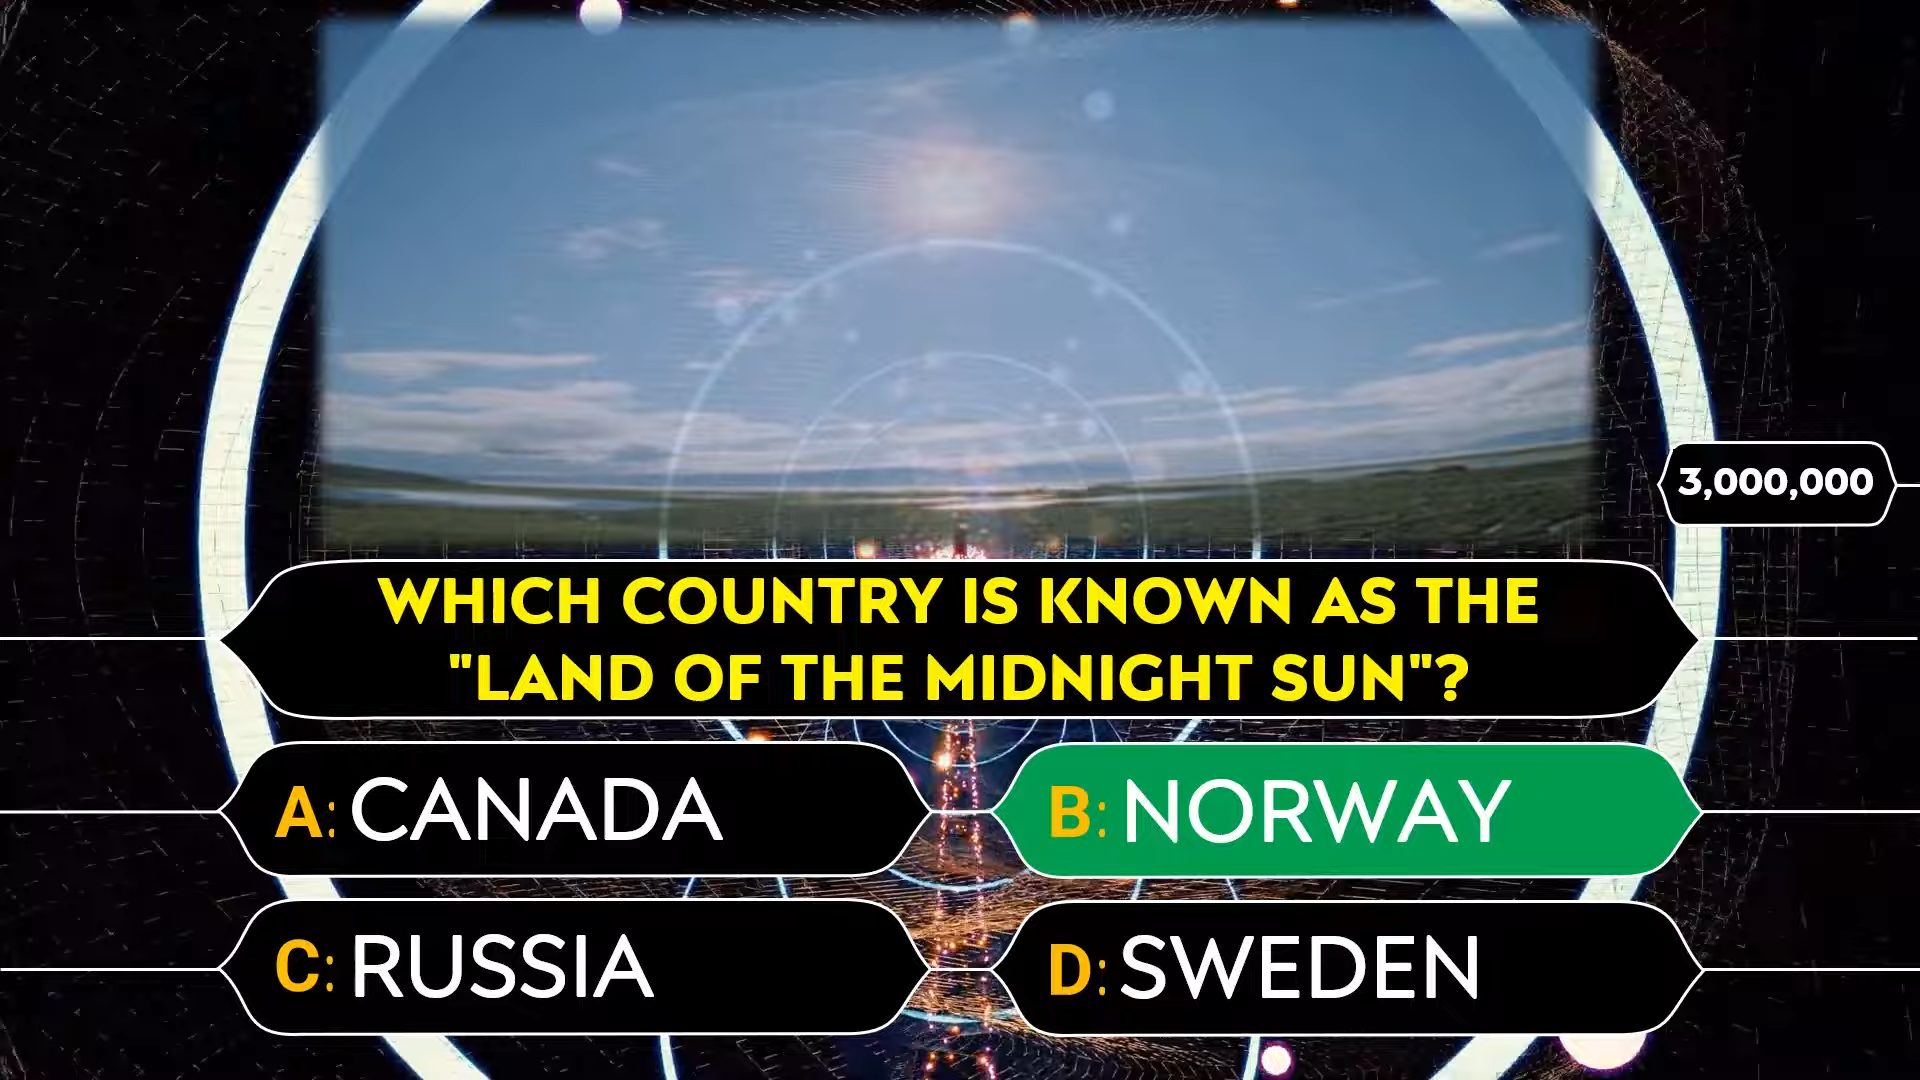 3,000,000
WHICH COUNTRY IS KNOWN AS THE
"LAND OF THE MIDNIGHT SUN"?
A: CANADA
B: NORWAY
C: RUSSIA
D: SWEDEN